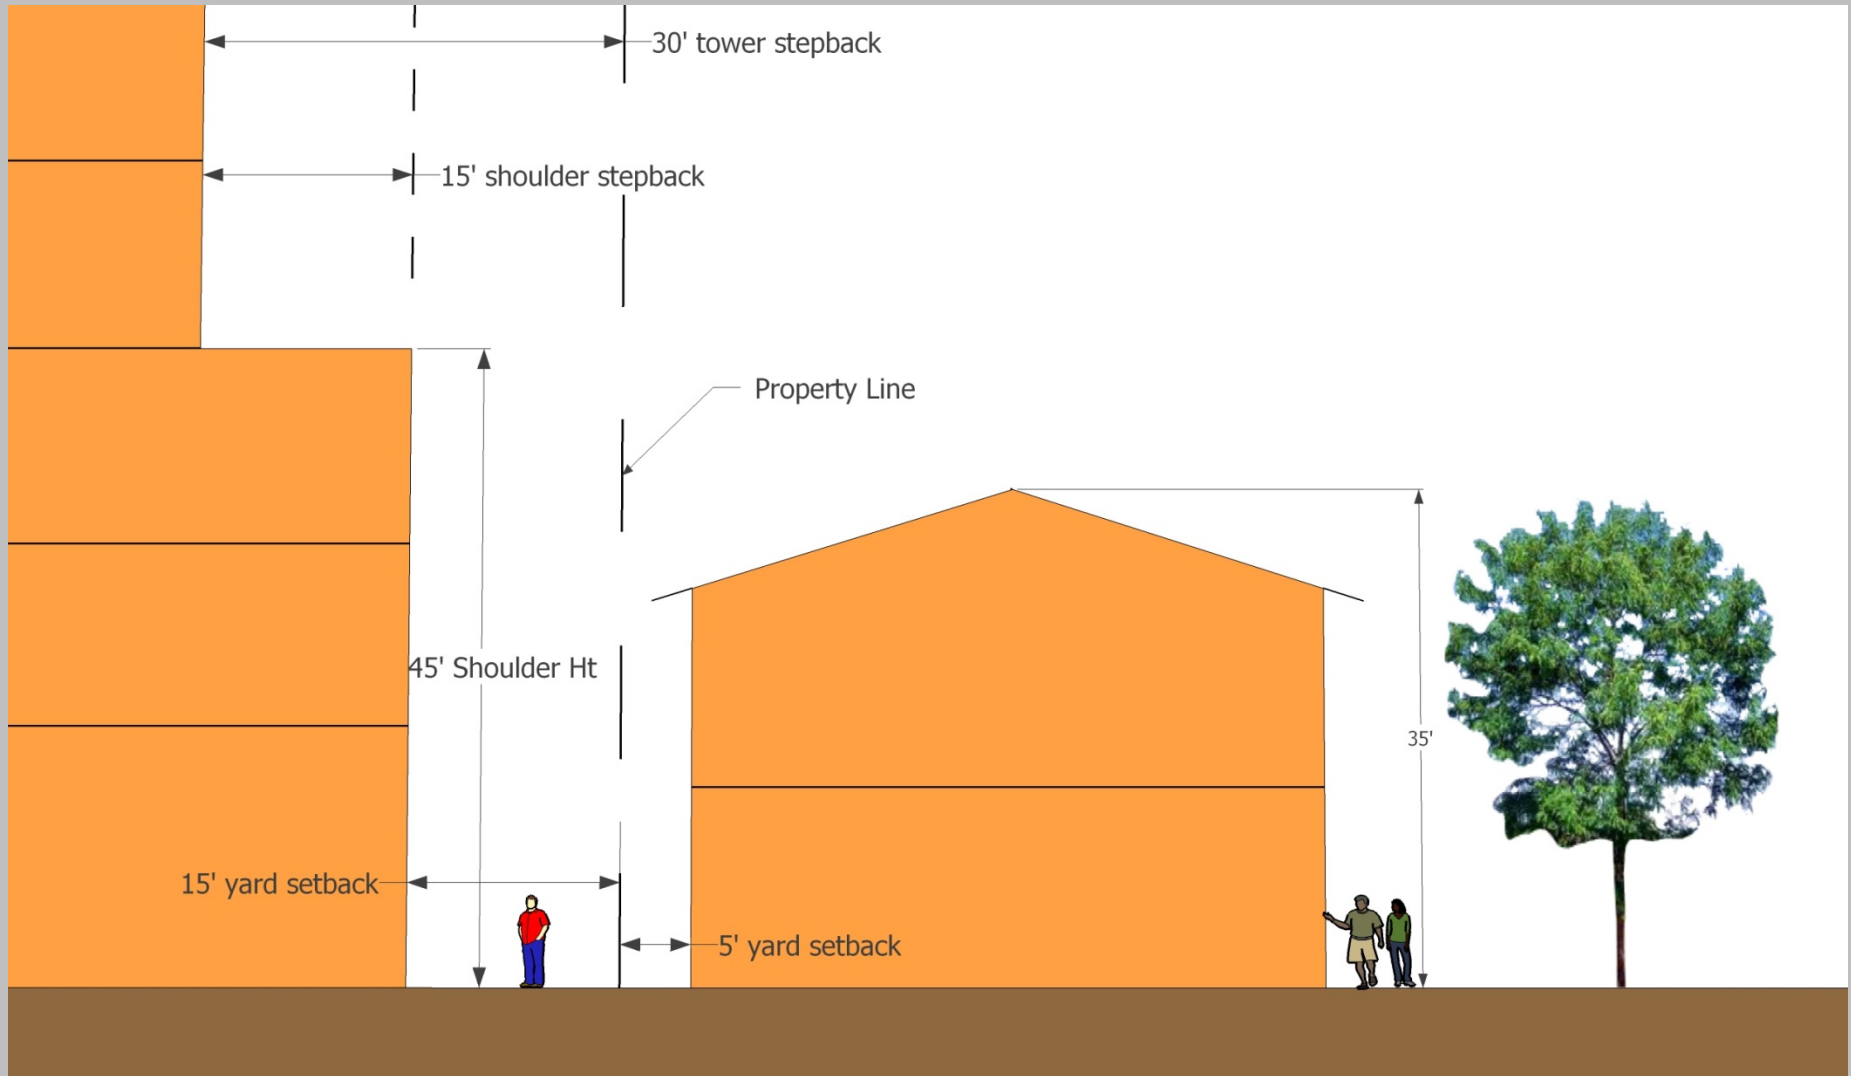 30' tower stepback
15' shoulder stepback
Property Line
45' Shoulder Ht
35'
15' yard setback
5' yard setback